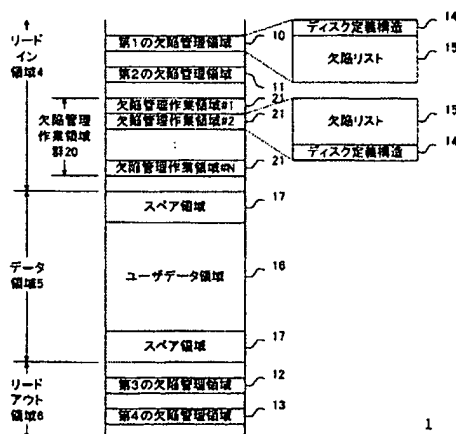 リード
イン
領域4
第1の欠陥管理領域
10
ディスク定義構造
14
欠陥リスト
15
第2の欠陥管理領域
11
欠陥管理
作業領域
群20
欠陥管理作業領域#1
21
欠陥管理作業領域#2
21
:
欠陥管理作業領域#N
21
欠陥リスト
15
ディスク定義構造
14
データ
領域5
スペア領域
17
ユーザデータ領域
16
スペア領域
17
リード
アウト
領域6
第3の欠陥管理領域
12
第4の欠陥管理領域
13
1